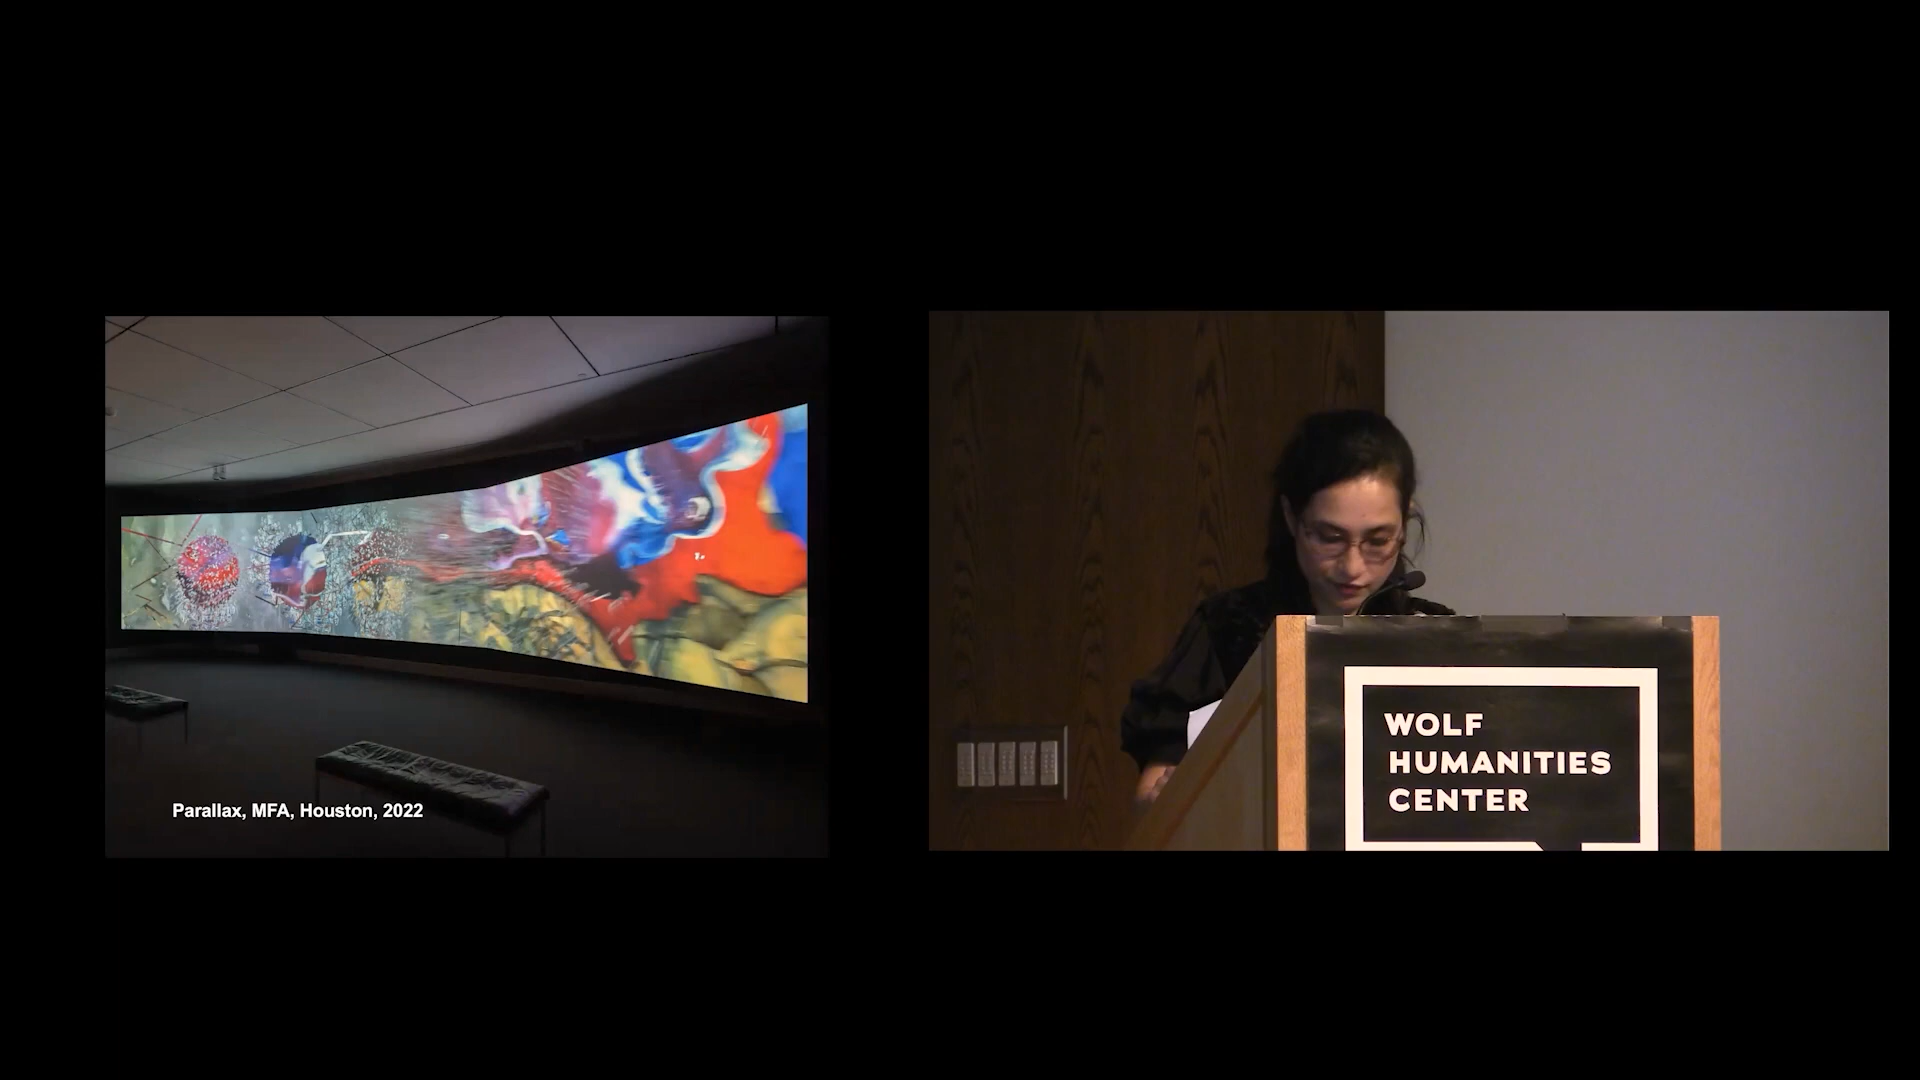 Parallax, MFA, Houston, 2022
WOLF
HUMANITIES
CENTER